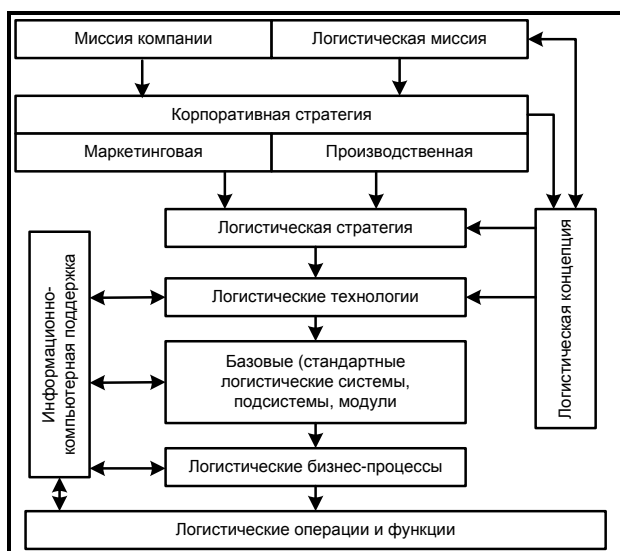 Миссия компании
Логистическая миссия
Корпоративная стратегия
Маркетинговая
Производственная
Логистическая стратегия
Логистическая концепция
Информационно-
компьютерная поддержка
Логистические технологии
Базовые (стандартные
логистические системы,
подсистемы, модули
Логистические бизнес-процессы
Логистические операции и функции